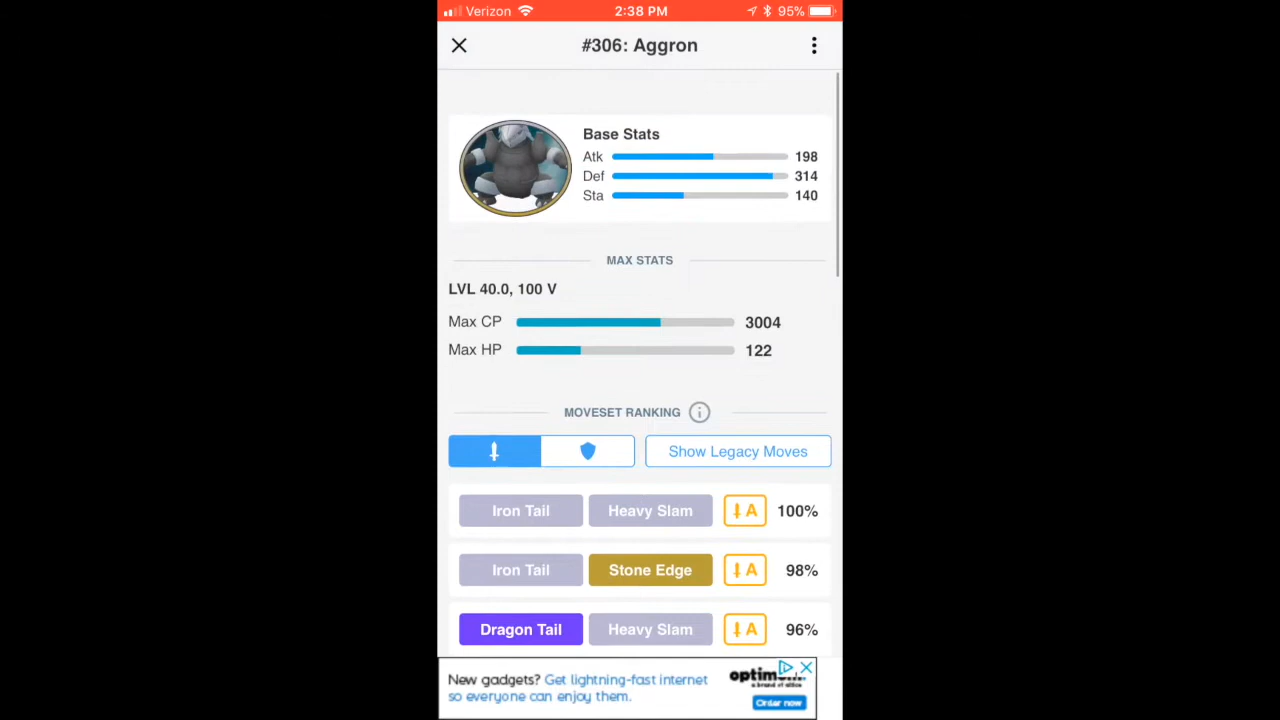 Verizon 2:38 PM 95%
#306: Aggron
Base Stats
Atk 198
Def 314
Sta 140
MAX STATS
LVL 40.0, 100 V
Max CP 3004
Max HP 122
MOVESET RANKING
Show Legacy Moves
Iron Tail Heavy Slam A 100%
Iron Tail Stone Edge A 98%
Dragon Tail Heavy Slam A 96%
New gadgets? Get lightning-fast internet
so everyone can enjoy them.
Order now